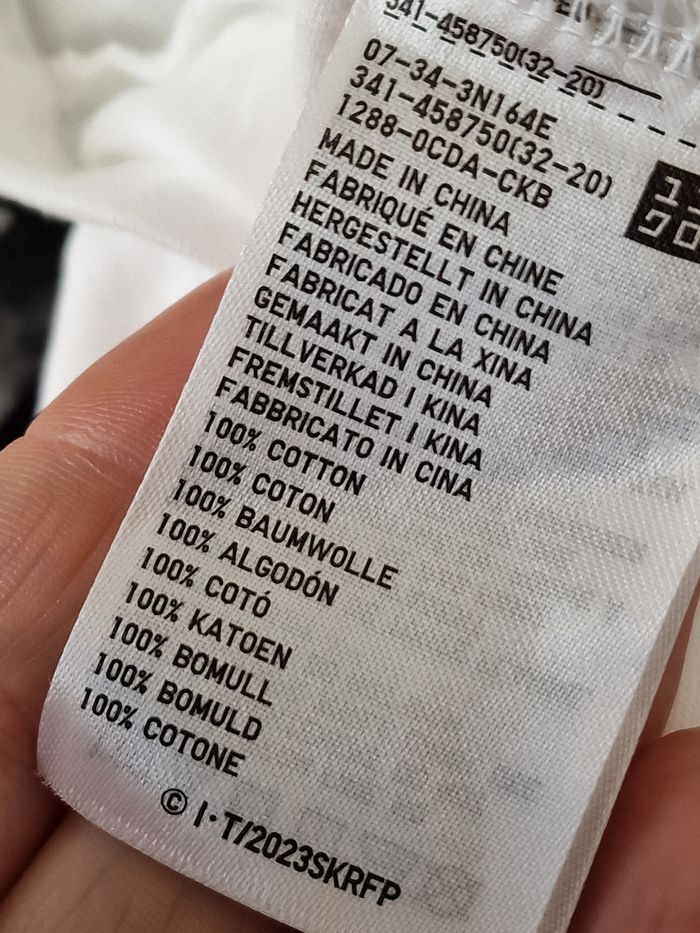 341-458750(32-20)
07-34-3N164E
341-458750(32-20)
1288-0CDA-CKB
MADE IN CHINA
FABRIQUÉ EN CHINE
HERGESTELLT IN CHINA
FABRICADO EN CHINA
FABRICAT A LA XINA
GEMAAKT IN CHINA
TILLVERKAD I KINA
FREMSTILLET I KINA
FABBRICATO IN CINA
100% COTTON
100% COTON
100% BAUMWOLLE
100% ALGODÓN
100% COTÓ
100% KATOEN
100% BOMULL
100% BOMULD
100% COTONE
© I·T/2023SKRFP